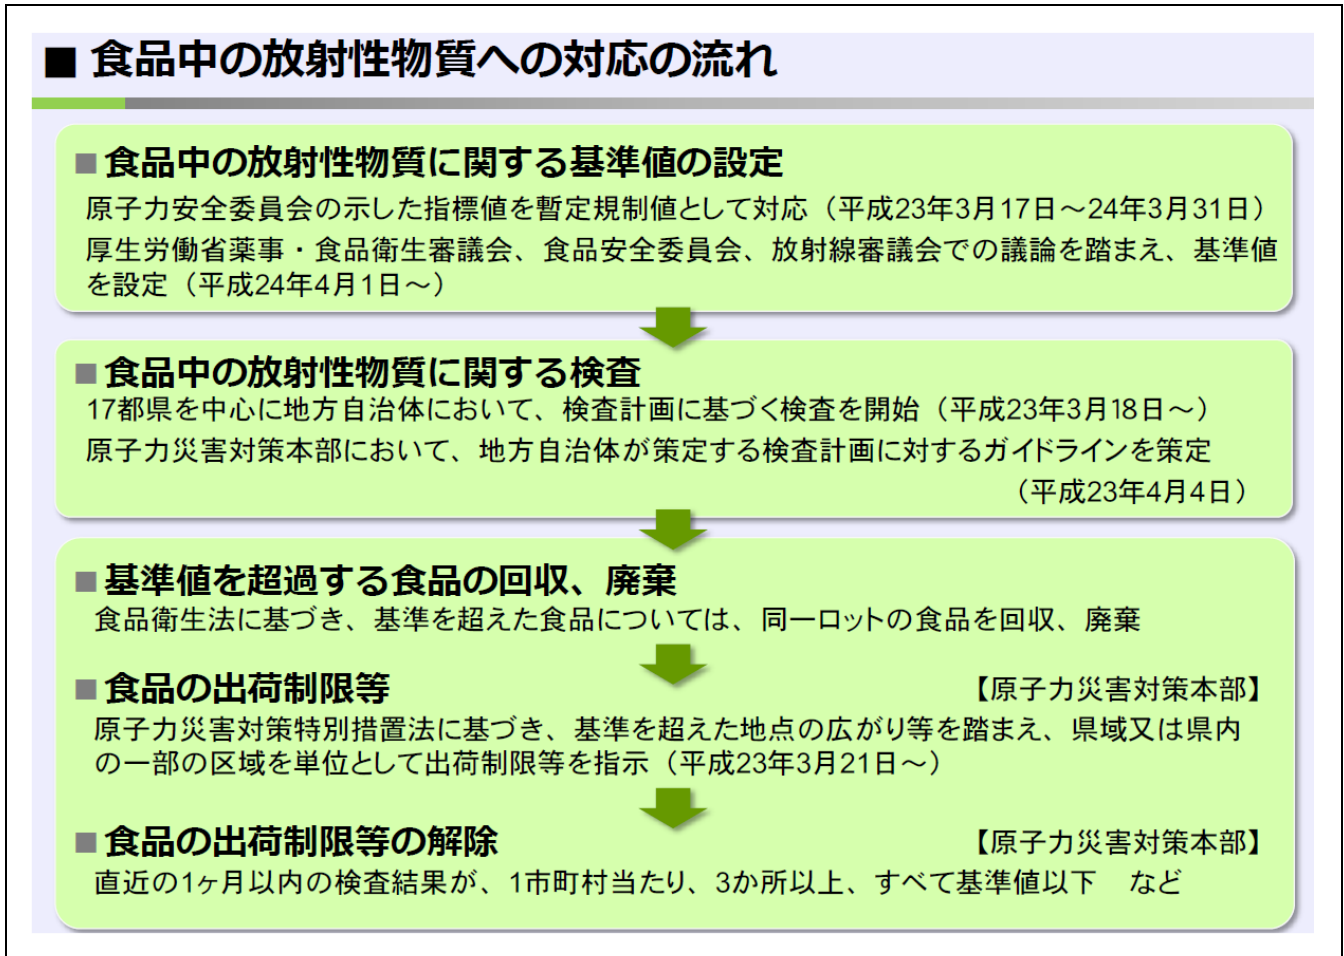 ■ 食品中の放射性物質への対応の流れ
■ 食品中の放射性物質に関する基準値の設定
原子力安全委員会の示した指標値を暫定規制値として対応（平成23年3月17日～24年3月31日）
厚生労働省薬事・食品衛生審議会、食品安全委員会、放射線審議会での議論を踏まえ、基準値
を設定（平成24年4月1日～）
■ 食品中の放射性物質に関する検査
17都県を中心に地方自治体において、検査計画に基づく検査を開始（平成23年3月18日～）
原子力災害対策本部において、地方自治体が策定する検査計画に対するガイドラインを策定
（平成23年4月4日）
■ 基準値を超過する食品の回収、廃棄
食品衛生法に基づき、基準を超えた食品については、同一ロットの食品を回収、廃棄
■ 食品の出荷制限等 【原子力災害対策本部】
原子力災害対策特別措置法に基づき、基準を超えた地点の広がり等を踏まえ、県域又は県内
の一部の区域を単位として出荷制限等を指示（平成23年3月21日～）
■ 食品の出荷制限等の解除 【原子力災害対策本部】
直近の1ヶ月以内の検査結果が、1市町村当たり、3か所以上、すべて基準値以下　など